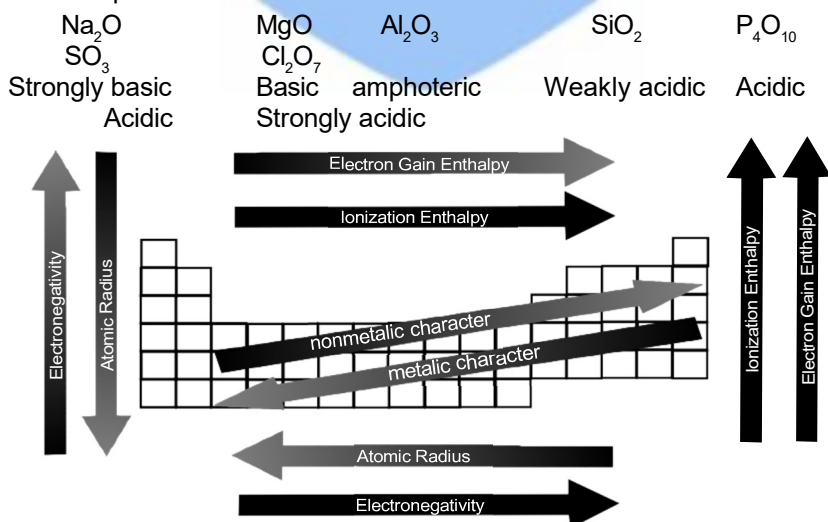 Na₂O MgO Al₂O₃ SiO₂ P₄O₁₀
SO₃ Cl₂O₇
Strongly basic Basic amphoteric Weakly acidic Acidic
Acidic Strongly acidic
Electron Gain Enthalpy
Ionization Enthalpy
Electronegativity
Atomic Radius
nonmetalic character
metalic character
Ionization Enthalpy
Electron Gain Enthalpy
Atomic Radius
Electronegativity